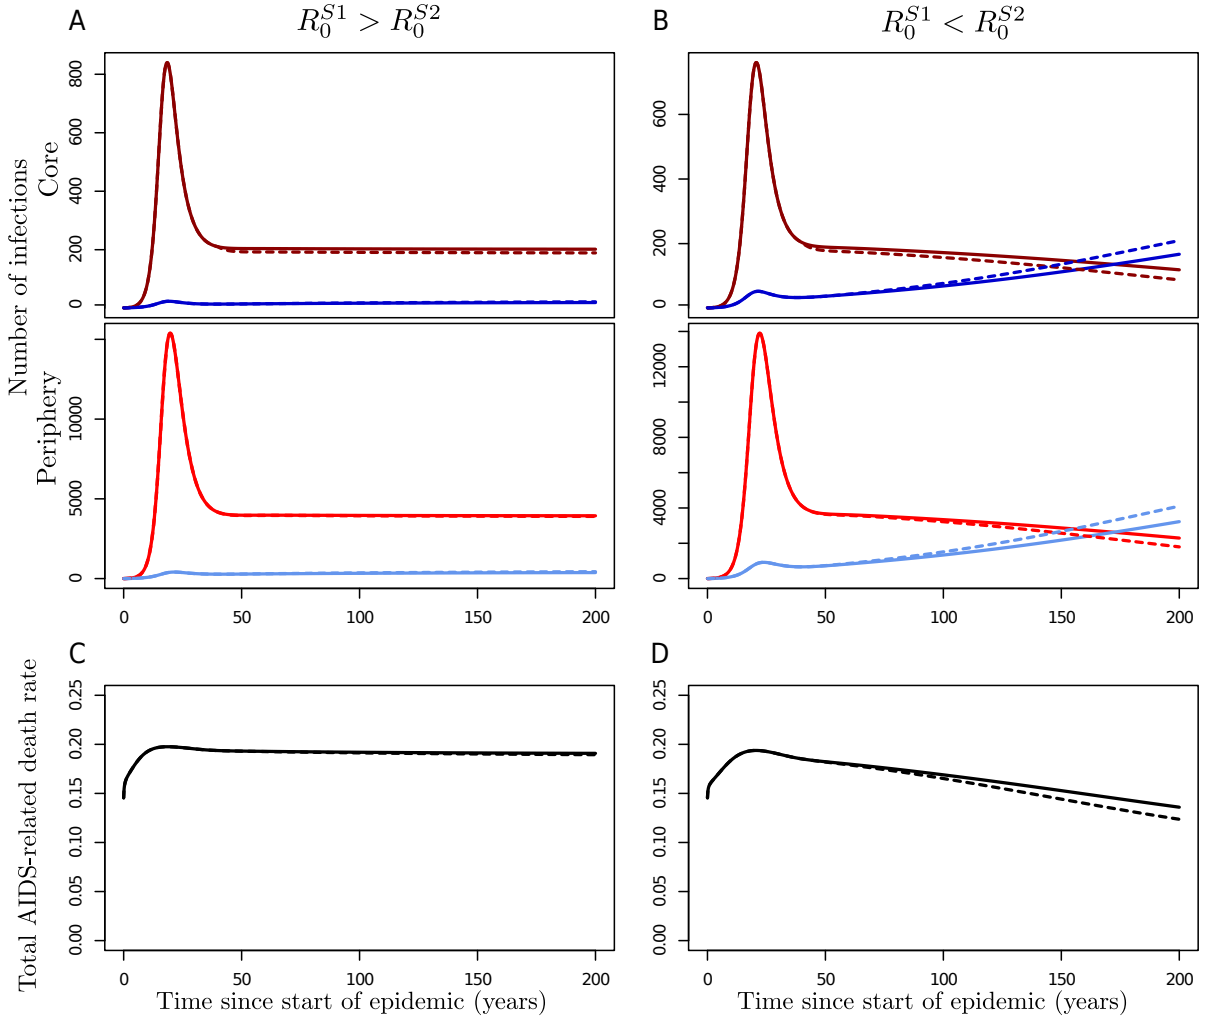 A
R_0^{S1} > R_0^{S2}
B
R_0^{S1} < R_0^{S2}
Number of infections
Core
0 200 400 600 800
0 200 400 600
Periphery
0 5000 10000
0 4000 8000 12000
0 50 100 150 200
0 50 100 150 200
C
D
Total AIDS-related death rate
0.00 0.05 0.10 0.15 0.20 0.25
0.00 0.05 0.10 0.15 0.20 0.25
0 50 100 150 200
0 50 100 150 200
Time since start of epidemic (years)
Time since start of epidemic (years)